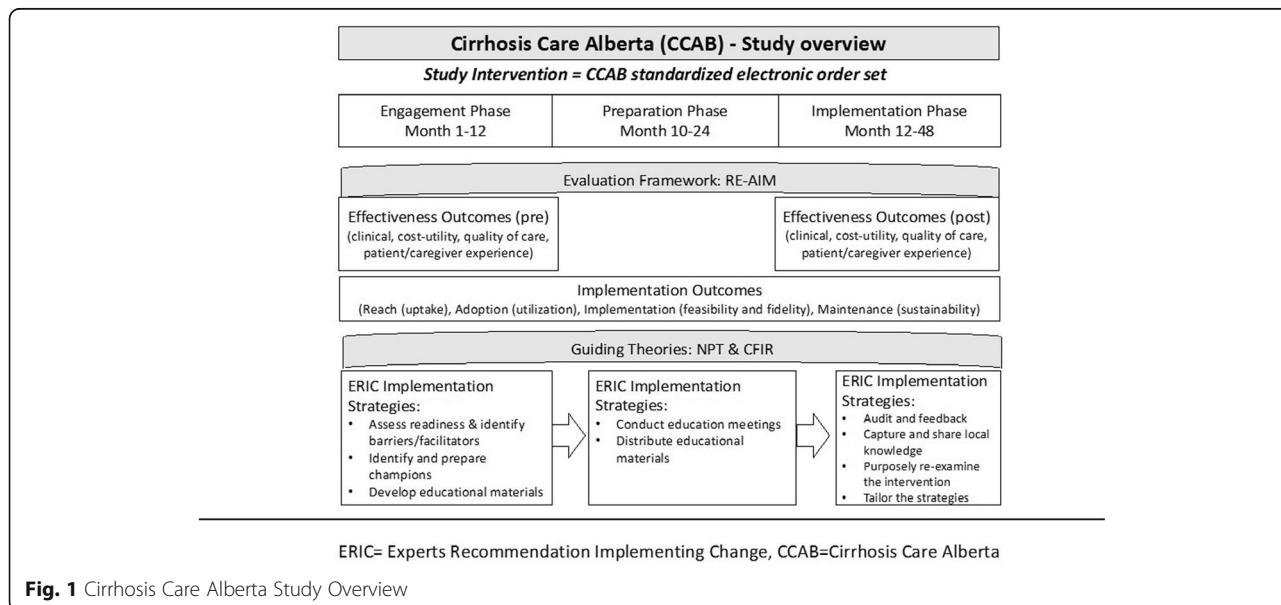 Cirrhosis Care Alberta (CCAB) - Study overview
Study Intervention = CCAB standardized electronic order set
Engagement Phase
Month 1-12
Preparation Phase
Month 10-24
Implementation Phase
Month 12-48
Evaluation Framework: RE-AIM
Effectiveness Outcomes (pre)
(clinical, cost-utility, quality of care,
patient/caregiver experience)
Effectiveness Outcomes (post)
(clinical, cost-utility, quality of care,
patient/caregiver experience)
Implementation Outcomes
(Reach (uptake), Adoption (utilization), Implementation (feasibility and fidelity), Maintenance (sustainability)
Guiding Theories: NPT & CFIR
ERIC Implementation
Strategies:
• Assess readiness & identify
barriers/facilitators
• Identify and prepare
champions
• Develop educational materials
ERIC Implementation
Strategies:
• Conduct education meetings
• Distribute educational
materials
ERIC Implementation
Strategies:
• Audit and feedback
• Capture and share local
knowledge
• Purposely re-examine
the intervention
• Tailor the strategies
ERIC= Experts Recommendation Implementing Change, CCAB=Cirrhosis Care Alberta
Fig. 1 Cirrhosis Care Alberta Study Overview